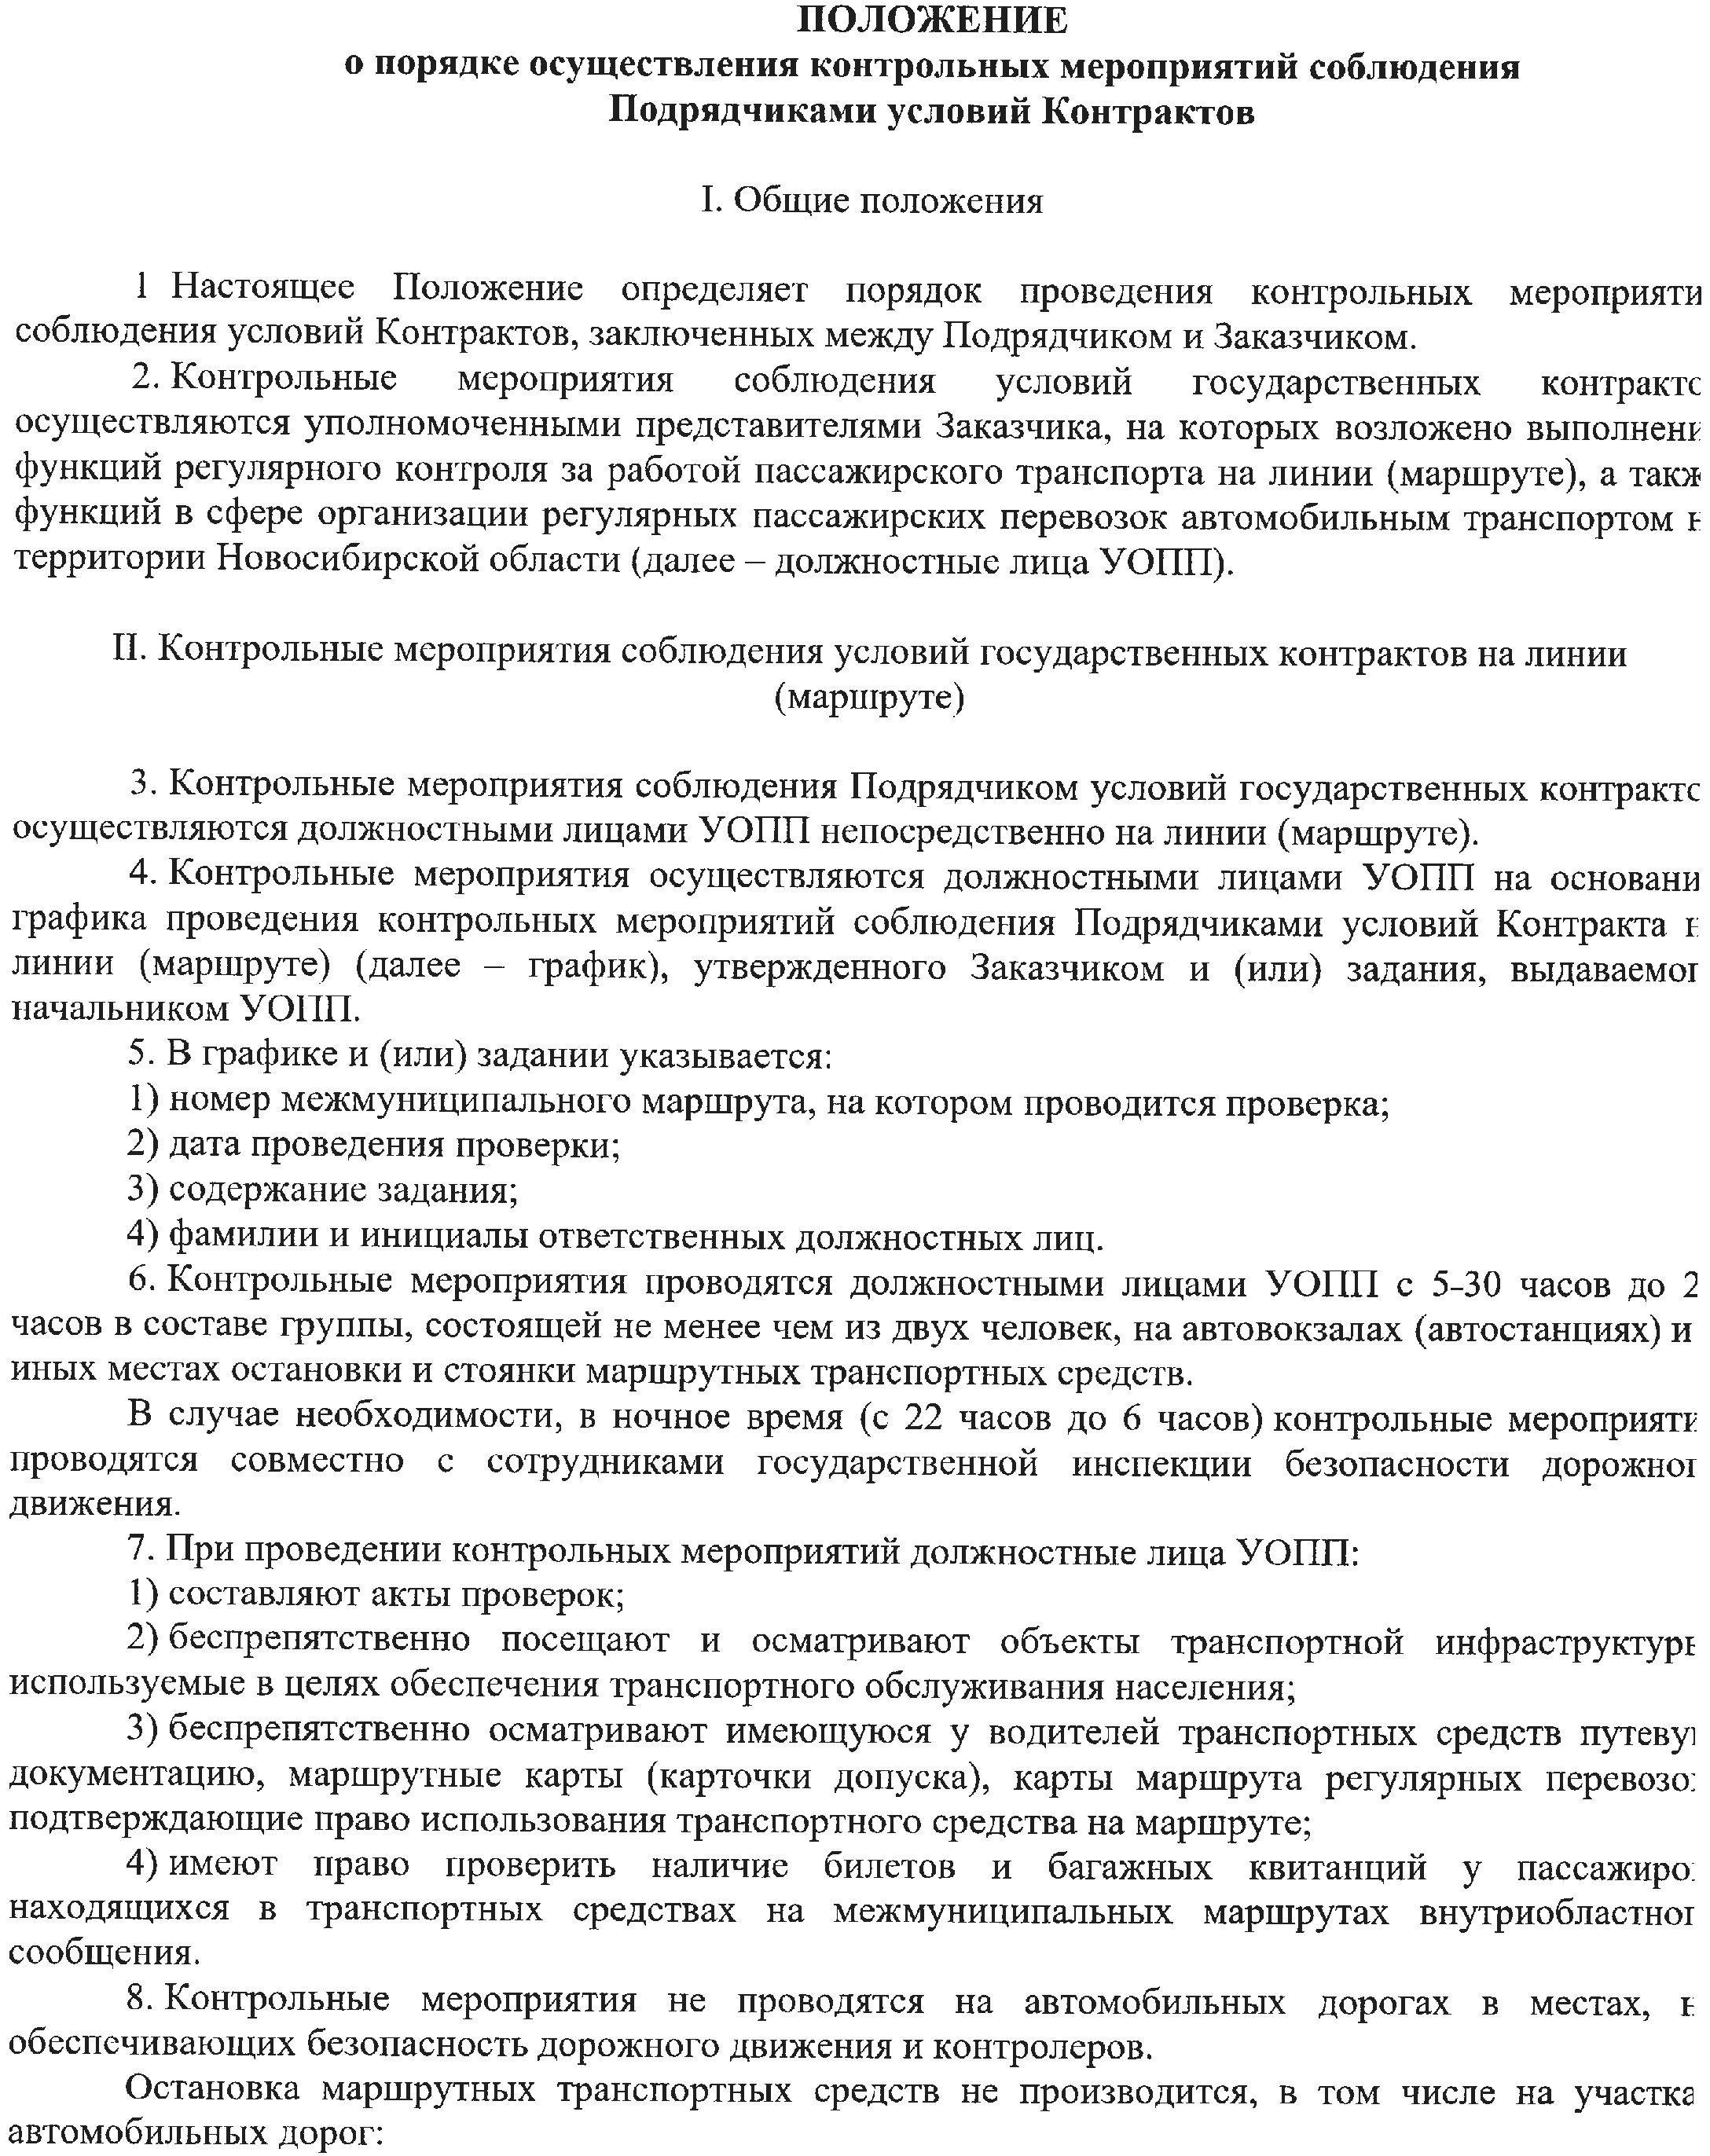 ПОЛОЖЕНИЕ
о порядке осуществления контрольных мероприятий соблюдения
Подрядчиками условий Контрактов
I. Общие положения
1 Настоящее Положение определяет порядок проведения контрольных мероприяти
соблюдения условий Контрактов, заключенных между Подрядчиком и Заказчиком.
2. Контрольные мероприятия соблюдения условий государственных контракто
осуществляются уполномоченными представителями Заказчика, на которых возложено выполнени
функций регулярного контроля за работой пассажирского транспорта на линии (маршруте), а такж
функций в сфере организации регулярных пассажирских перевозок автомобильным транспортом н
территории Новосибирской области (далее – должностные лица УОПП).
II. Контрольные мероприятия соблюдения условий государственных контрактов на линии
(маршруте)
3. Контрольные мероприятия соблюдения Подрядчиком условий государственных контракто
осуществляются должностными лицами УОПП непосредственно на линии (маршруте).
4. Контрольные мероприятия осуществляются должностными лицами УОПП на основани
графика проведения контрольных мероприятий соблюдения Подрядчиками условий Контракта н
линии (маршруте) (далее – график), утвержденного Заказчиком и (или) задания, выдаваемог
начальником УОПП.
5. В графике и (или) задании указывается:
1) номер межмуниципального маршрута, на котором проводится проверка;
2) дата проведения проверки;
3) содержание задания;
4) фамилии и инициалы ответственных должностных лиц.
6. Контрольные мероприятия проводятся должностными лицами УОПП с 5-30 часов до 2
часов в составе группы, состоящей не менее чем из двух человек, на автовокзалах (автостанциях) и
иных местах остановки и стоянки маршрутных транспортных средств.
В случае необходимости, в ночное время (с 22 часов до 6 часов) контрольные мероприяти
проводятся совместно с сотрудниками государственной инспекции безопасности дорожног
движения.
7. При проведении контрольных мероприятий должностные лица УОПП:
1) составляют акты проверок;
2) беспрепятственно посещают и осматривают объекты транспортной инфраструктуры
используемые в целях обеспечения транспортного обслуживания населения;
3) беспрепятственно осматривают имеющуюся у водителей транспортных средств путеву
документацию, маршрутные карты (карточки допуска), карты маршрута регулярных перевозо
подтверждающие право использования транспортного средства на маршруте;
4) имеют право проверить наличие билетов и багажных квитанций у пассажиро
находящихся в транспортных средствах на межмуниципальных маршрутах внутриобластног
сообщения.
8. Контрольные мероприятия не проводятся на автомобильных дорогах в местах, н
обеспечивающих безопасность дорожного движения и контролеров.
Остановка маршрутных транспортных средств не производится, в том числе на участка
автомобильных дорог: